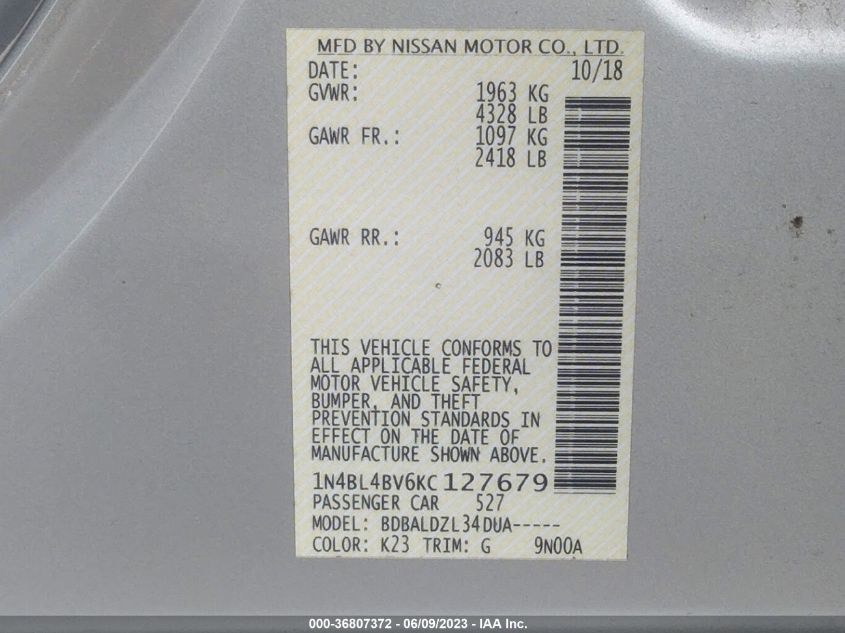 MFD BY NISSAN MOTOR CO., LTD.
DATE: 10/18
GVWR: 1963 KG
4328 LB
GAWR FR.: 1097 KG
2418 LB
GAWR RR.: 945 KG
2083 LB
THIS VEHICLE CONFORMS TO
ALL APPLICABLE FEDERAL
MOTOR VEHICLE SAFETY,
BUMPER, AND THEFT
PREVENTION STANDARDS IN
EFFECT ON THE DATE OF
MANUFACTURE SHOWN ABOVE.
1N4BL4BV6KC127679
PASSENGER CAR 527
MODEL: BDBALDZL34DUA-----
COLOR: K23 TRIM: G 9N00A
000-36807372 - 06/09/2023 - IAA Inc.